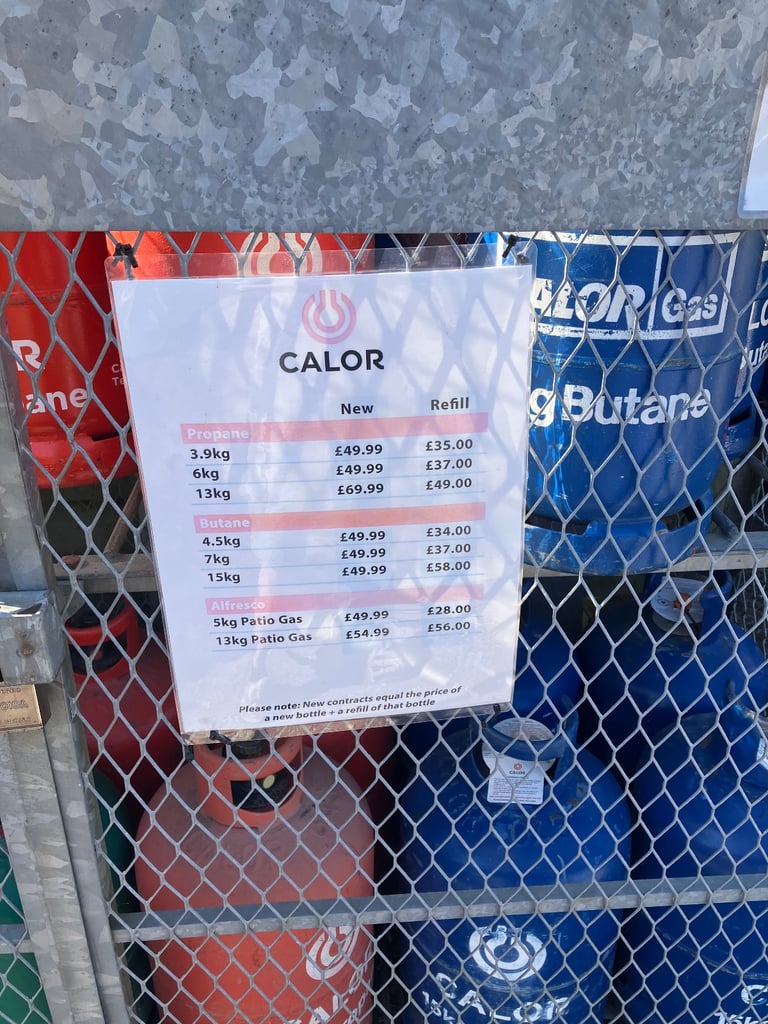 CALOR
New Refill
Propane
3.9kg £49.99 £35.00
6kg £49.99 £37.00
13kg £69.99 £49.00
Butane
4.5kg £49.99 £34.00
7kg £49.99 £37.00
15kg £49.99 £58.00
Alfresco
5kg Patio Gas £49.99 £28.00
13kg Patio Gas £54.99 £56.00
Please note: New contracts equal the price of
a new bottle + a refill of that bottle
ALOR Gas
g Butane
R
ane
CALOR
CALOR
15kg